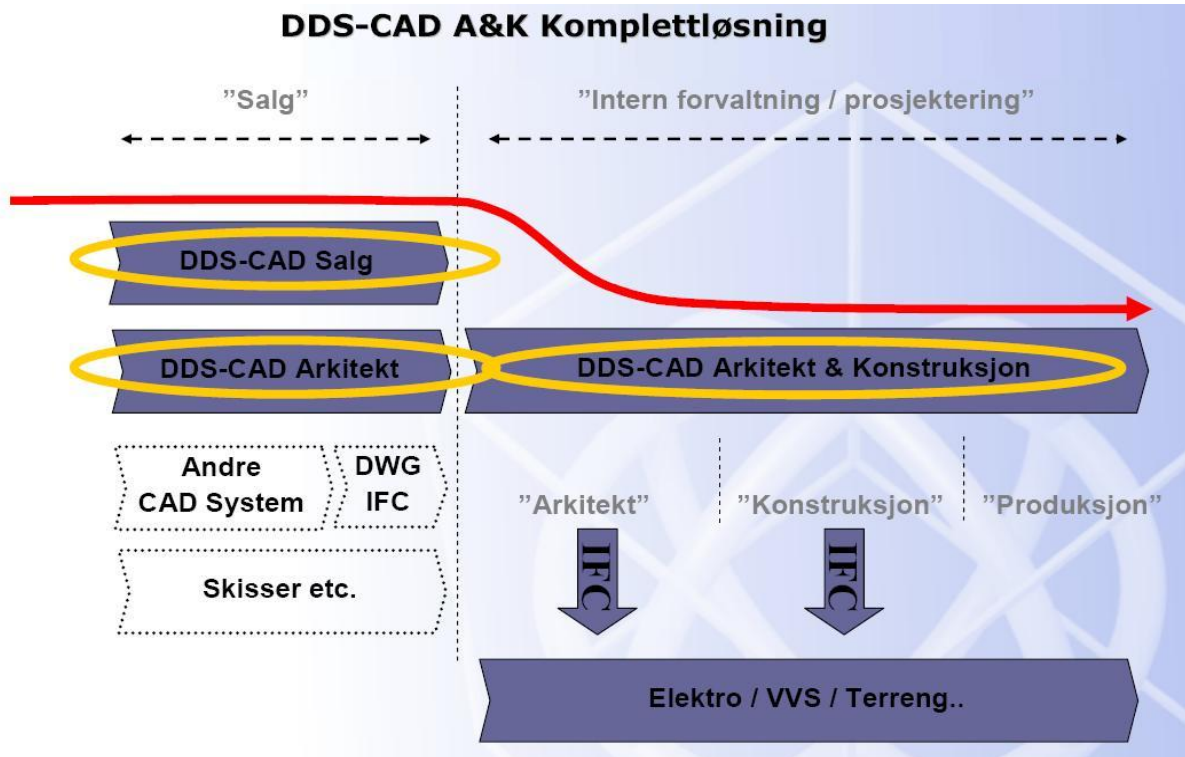 DDS-CAD A&K Komplettløsning
”Salg”
”Intern forvaltning / prosjektering”
DDS-CAD Salg
DDS-CAD Arkitekt
DDS-CAD Arkitekt & Konstruksjon
Andre
CAD System
DWG
IFC
Skisser etc.
”Arkitekt”
”Konstruksjon”
”Produksjon”
IFC
IFC
Elektro / VVS / Terreng..